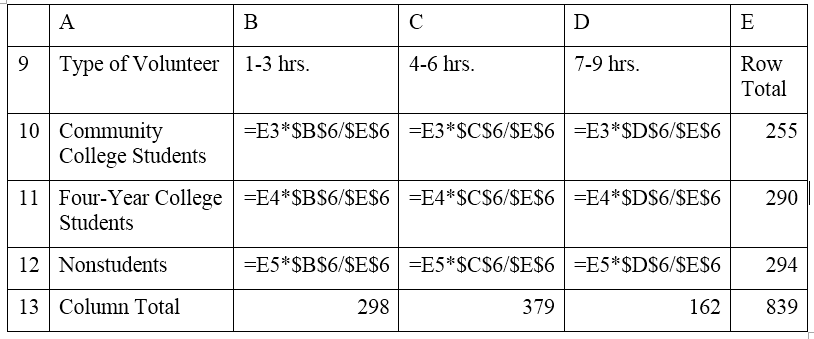 A B C D E
9 Type of Volunteer 1-3 hrs. 4-6 hrs. 7-9 hrs. Row
Total
10 Community =E3*$B$6/$E$6 =E3*$C$6/$E$6 =E3*$D$6/$E$6 255
College Students
11 Four-Year College =E4*$B$6/$E$6 =E4*$C$6/$E$6 =E4*$D$6/$E$6 290
Students
12 Nonstudents =E5*$B$6/$E$6 =E5*$C$6/$E$6 =E5*$D$6/$E$6 294
13 Column Total 298 379 162 839